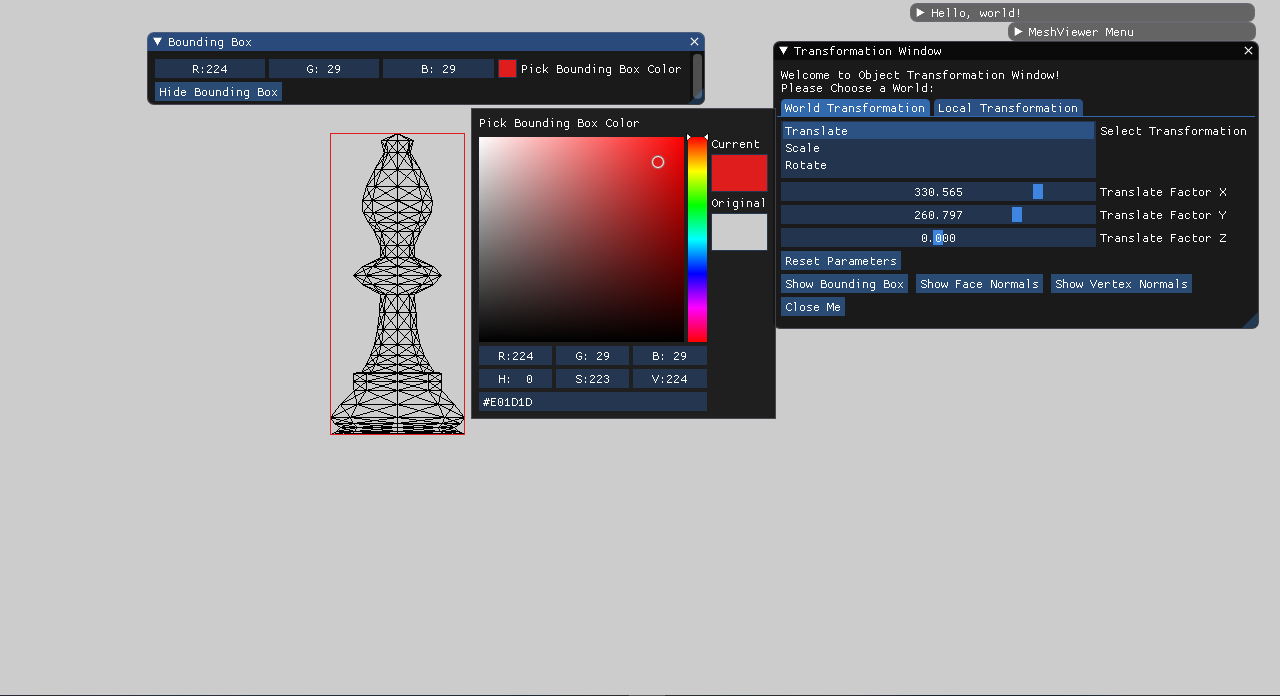 Hello, world!
MeshViewer Menu
Bounding Box
R:224 G: 29 B: 29 Pick Bounding Box Color
Hide Bounding Box
Pick Bounding Box Color
Current
Original
R:224 G: 29 B: 29
H:  0 S:223 V:224
#E01D1D
Transformation Window
Welcome to Object Transformation Window!
Please Choose a World:
World Transformation Local Transformation
Translate Select Transformation
Scale
Rotate
330.565 Translate Factor X
260.797 Translate Factor Y
0.000 Translate Factor Z
Reset Parameters
Show Bounding Box Show Face Normals Show Vertex Normals
Close Me